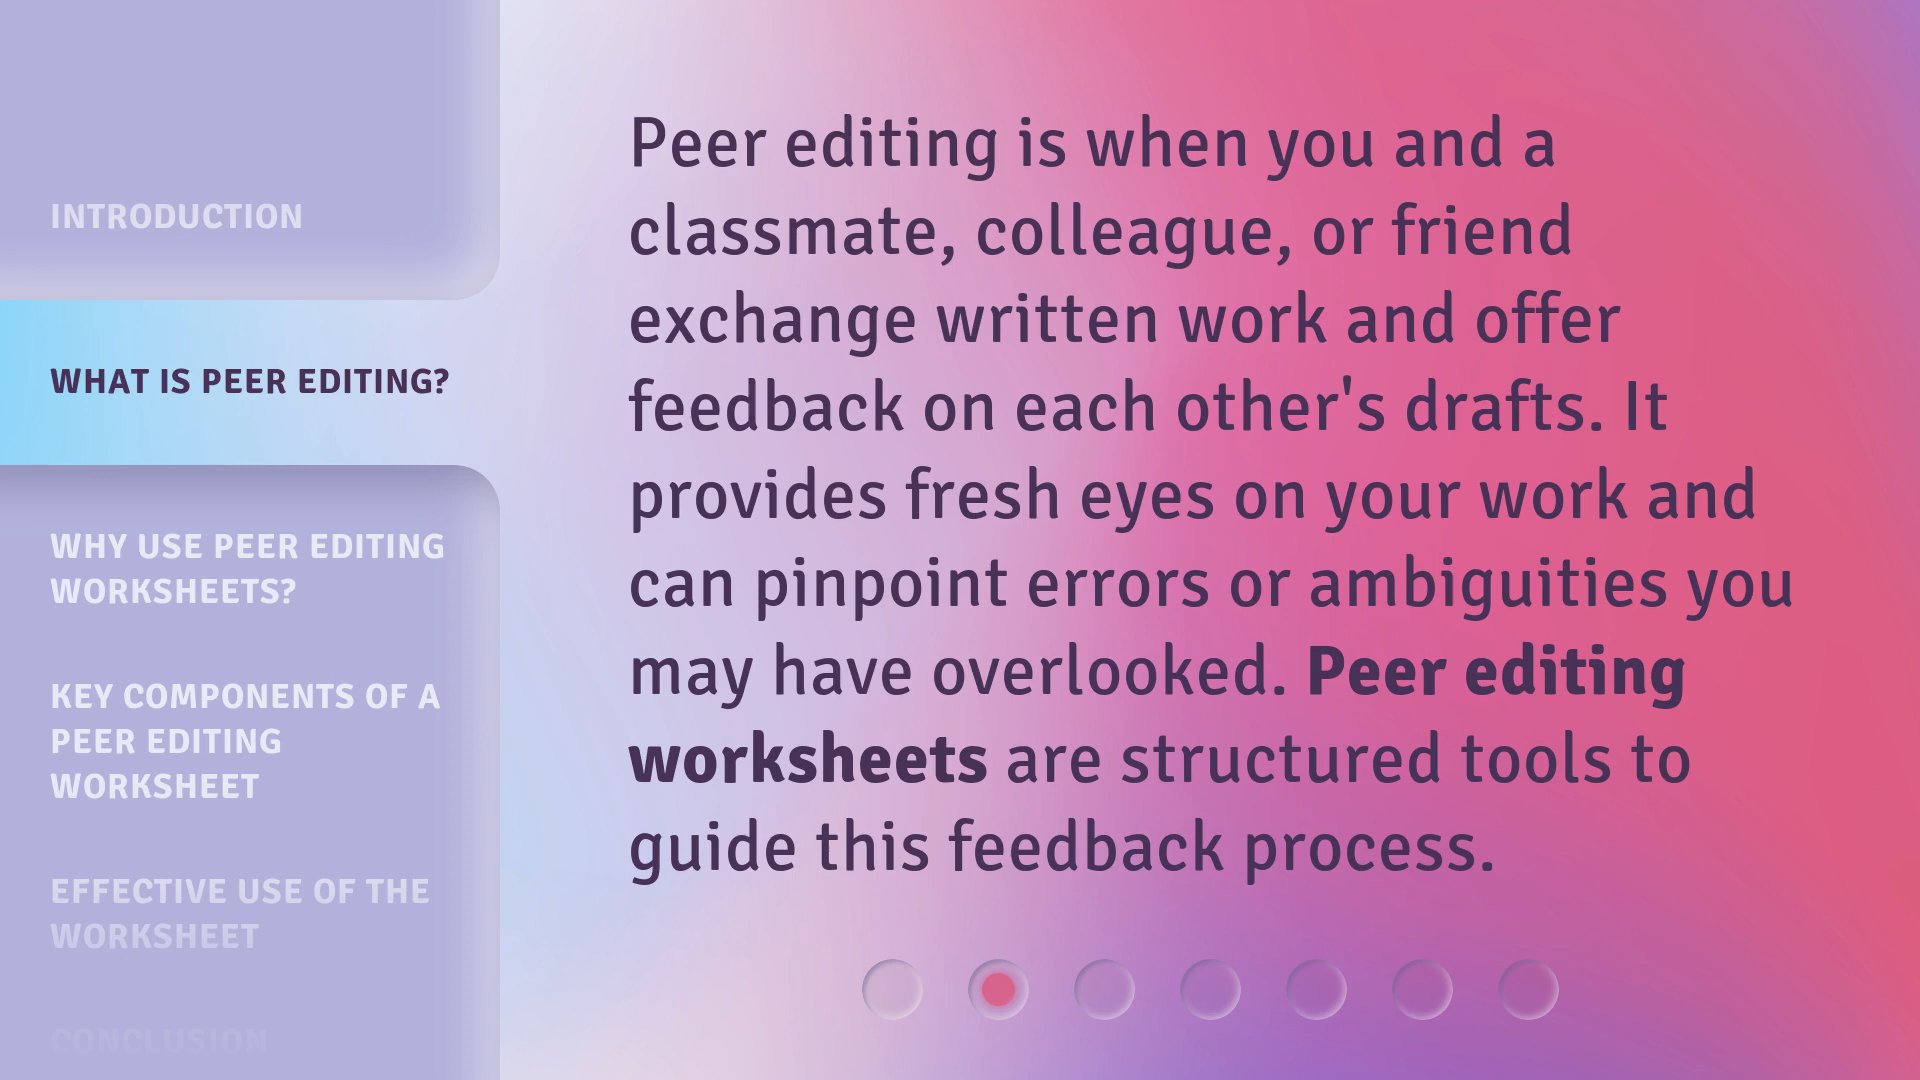 INTRODUCTION
WHAT IS PEER EDITING?
WHY USE PEER EDITING
WORKSHEETS?
KEY COMPONENTS OF A
PEER EDITING
WORKSHEET
EFFECTIVE USE OF THE
WORKSHEET
CONCLUSION
Peer editing is when you and a
classmate, colleague, or friend
exchange written work and offer
feedback on each other's drafts. It
provides fresh eyes on your work and
can pinpoint errors or ambiguities you
may have overlooked. Peer editing
worksheets are structured tools to
guide this feedback process.